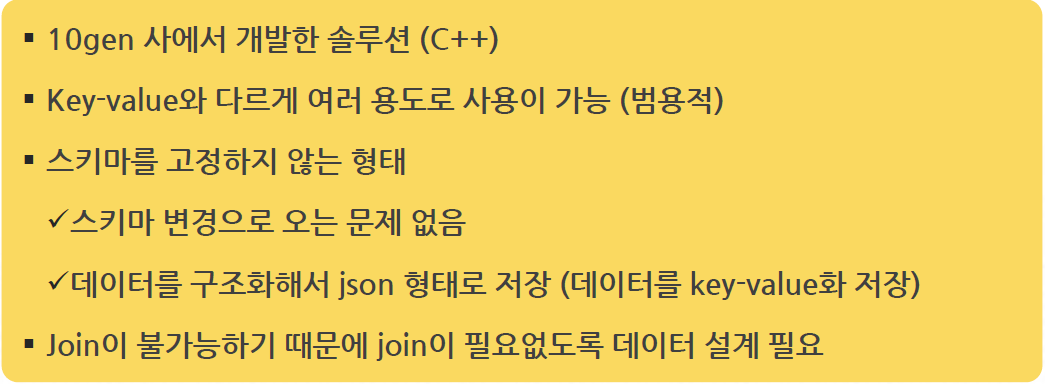 ▪ 10gen 사에서 개발한 솔루션 (C++)
▪ Key-value와 다르게 여러 용도로 사용이 가능 (범용적)
▪ 스키마를 고정하지 않는 형태
✓스키마 변경으로 오는 문제 없음
✓데이터를 구조화해서 json 형태로 저장 (데이터를 key-value화 저장)
▪ Join이 불가능하기 때문에 join이 필요없도록 데이터 설계 필요